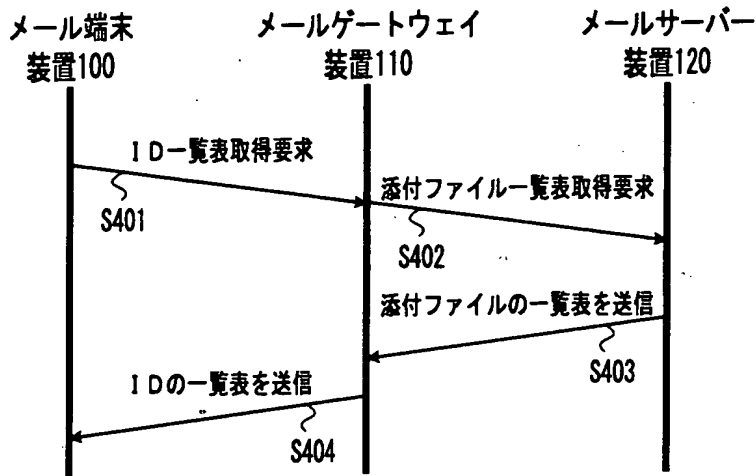 メール端末
装置100
メールゲートウェイ
装置110
メールサーバー
装置120
ID一覧表取得要求
S401
添付ファイル一覧表取得要求
S402
添付ファイルの一覧表を送信
S403
IDの一覧表を送信
S404